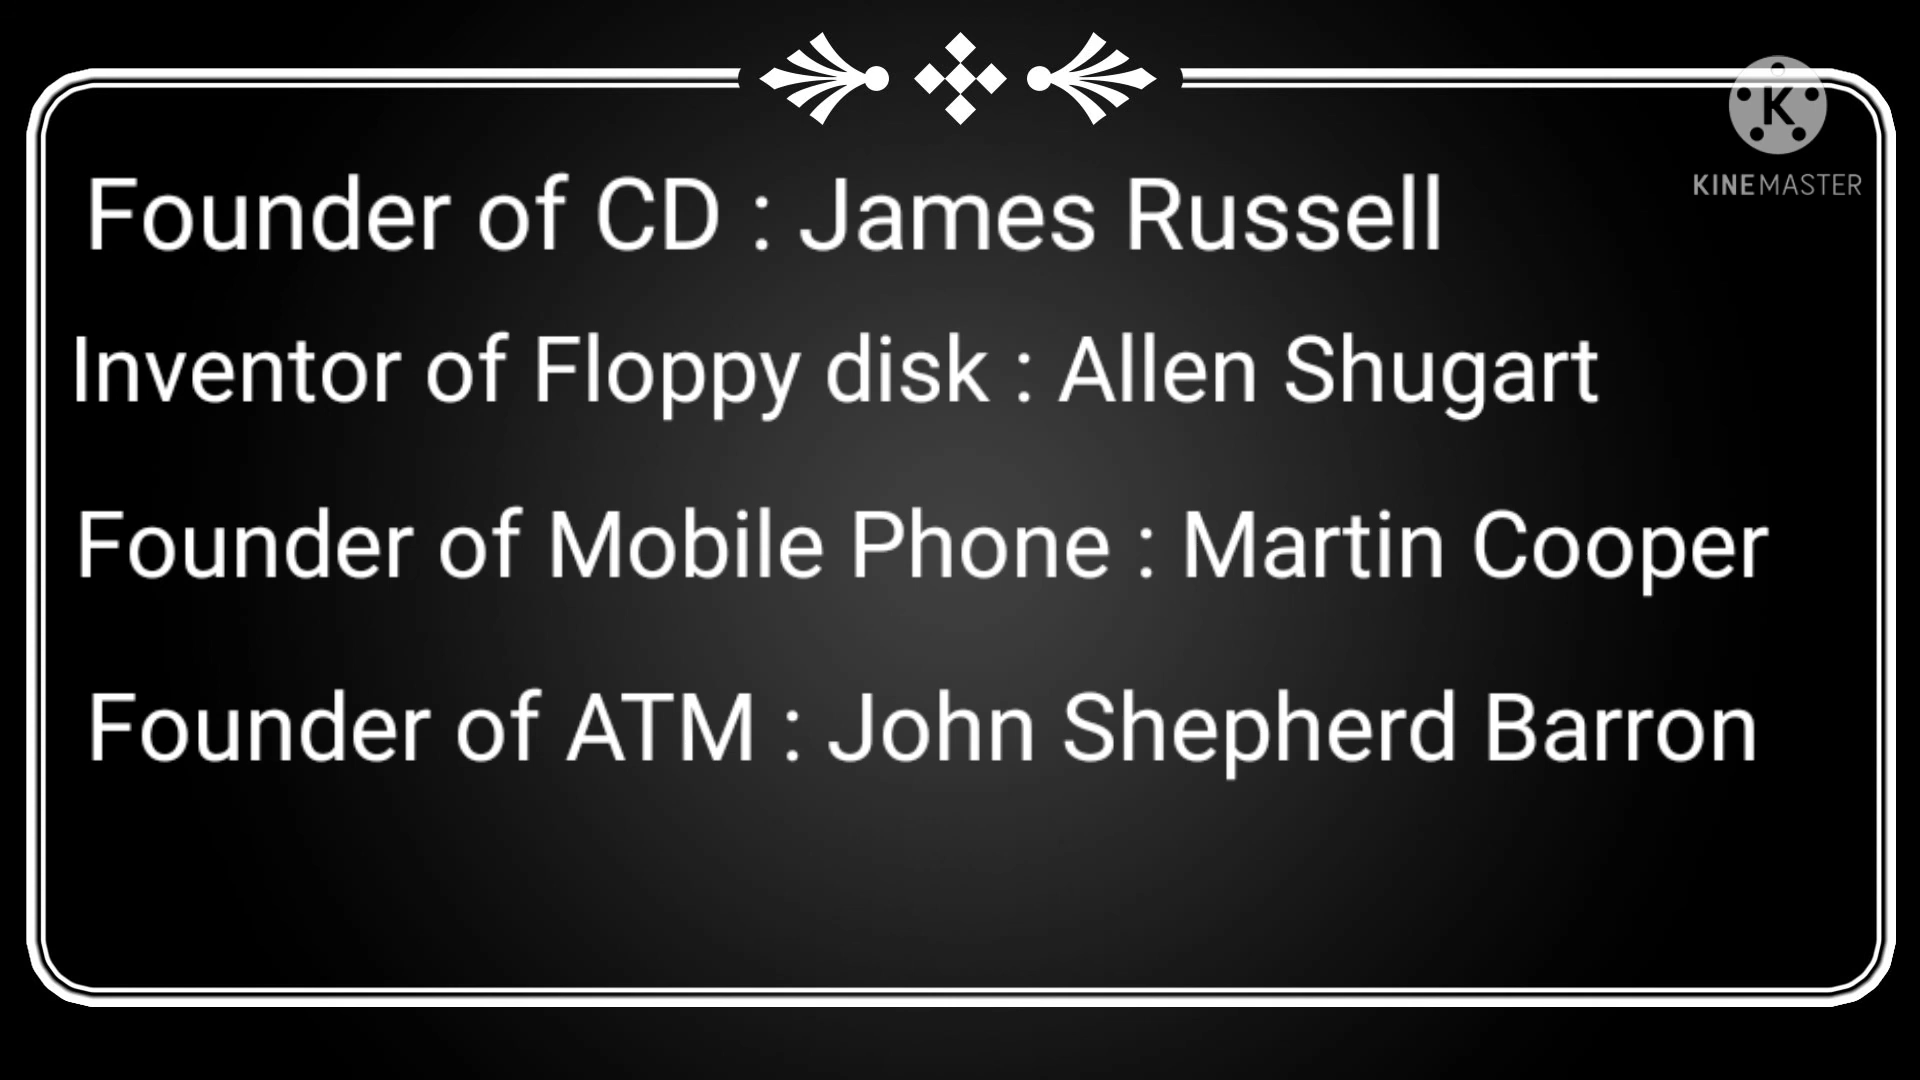 Founder of CD : James Russell
Inventor of Floppy disk : Allen Shugart
Founder of Mobile Phone : Martin Cooper
Founder of ATM : John Shepherd Barron
K
KINEMASTER